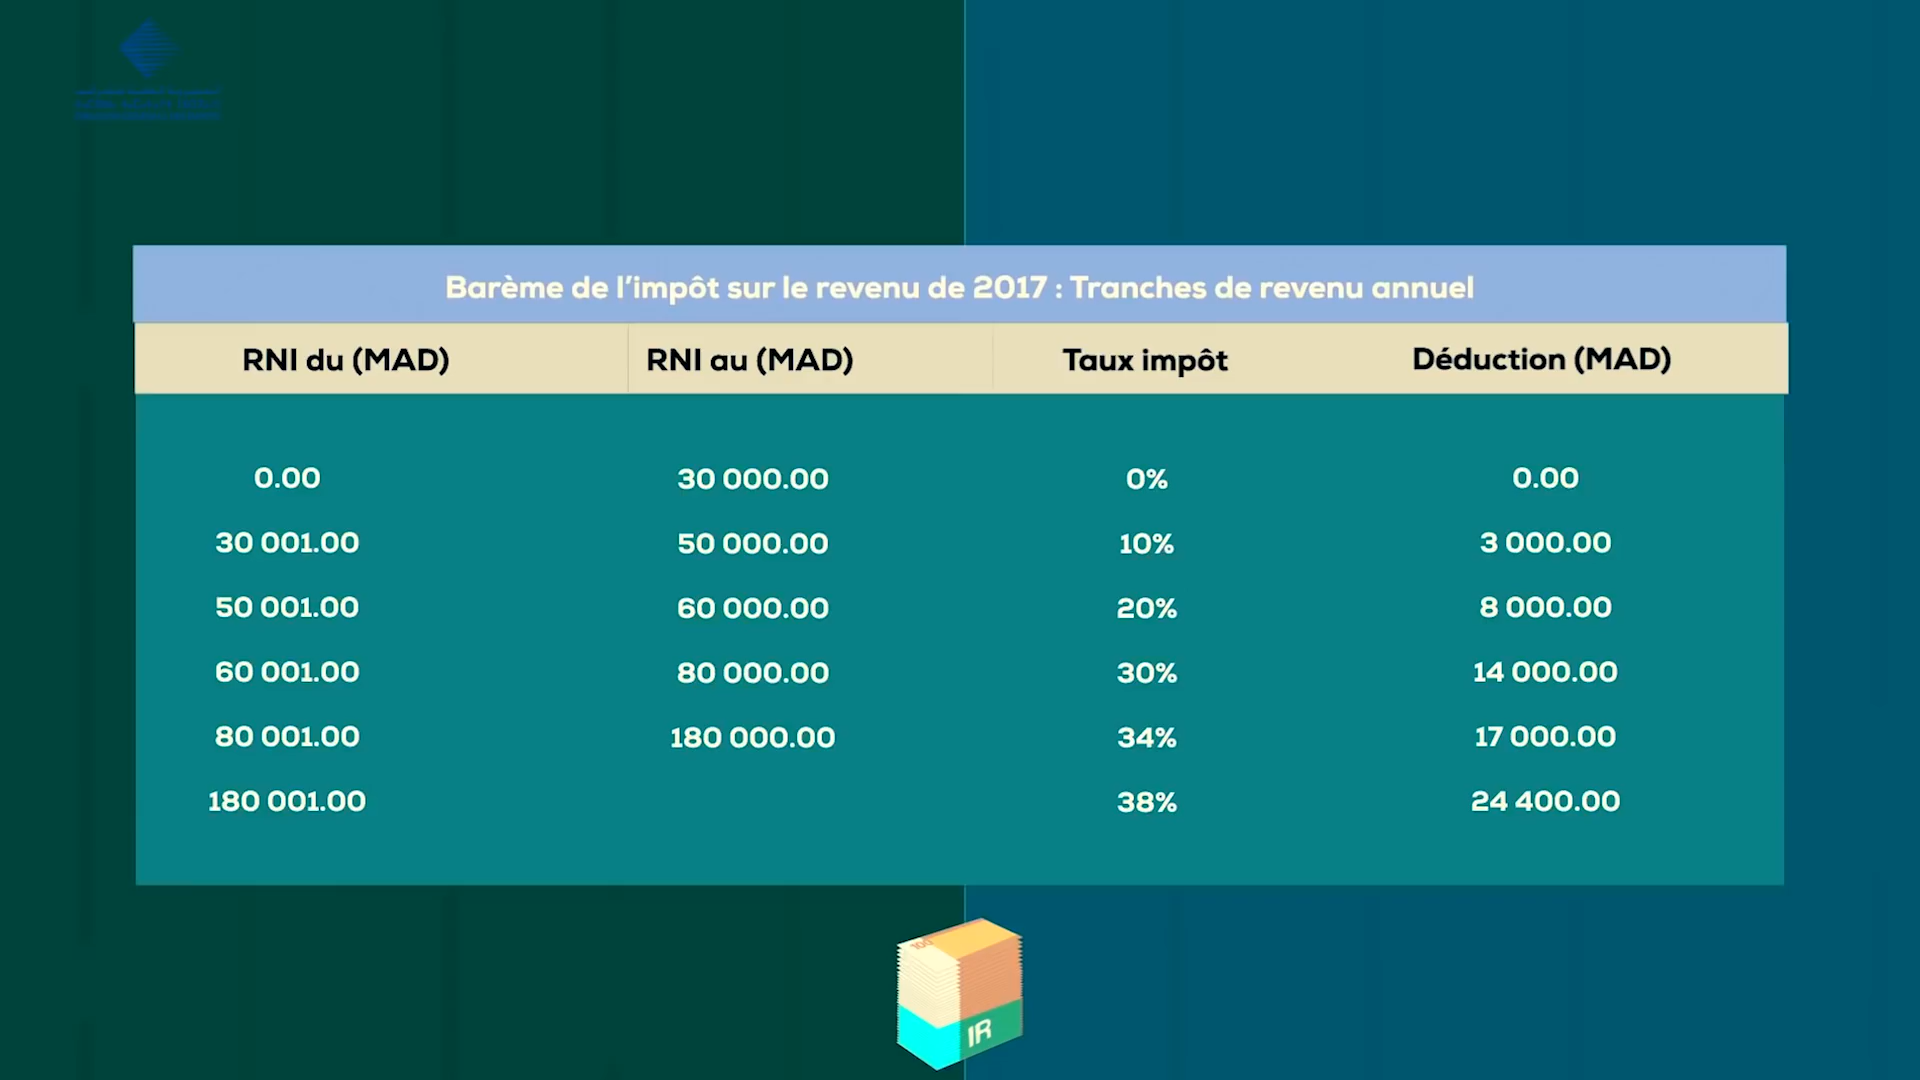 Barème de l’impôt sur le revenu de 2017 : Tranches de revenu annuel
RNI du (MAD) RNI au (MAD) Taux impôt Déduction (MAD)
0.00 30 000.00 0% 0.00
30 001.00 50 000.00 10% 3 000.00
50 001.00 60 000.00 20% 8 000.00
60 001.00 80 000.00 30% 14 000.00
80 001.00 180 000.00 34% 17 000.00
180 001.00 38% 24 400.00
100
IR